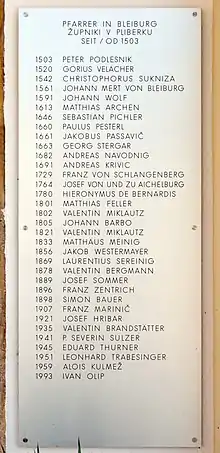 PFARRER IN BLEIBURG
ŽUPNIKI V PLIBERKU
SEIT / OD 1503
1503 PETER PODLESNIK
1520 GORIUS VELACHER
1542 CHRISTOPHORUS SUKNIZA
1561 JOHANN MERT VON BLEIBURG
1591 JOHANN WOLF
1613 MATTHIAS ARCHEN
1646 SEBASTIAN PICHLER
1660 PAULUS PESTERL
1661 JAKOBUS PASSAVIČ
1663 GEORG STERGAR
1682 ANDREAS NAVODNIG
1691 ANDREAS KRIVIC
1729 FRANZ VON SCHLANGENBERG
1764 JOSEF VON UND ZU AICHELBURG
1780 HIERONYMUS DE BERNARDIS
1801 MATTHIAS FELLER
1802 VALENTIN MIKLAUTZ
1805 JOHANN BARBO
1821 VALENTIN MIKLAUTZ
1833 MATTHÄUS MEINIG
1856 JAKOB WESTERMAYER
1869 LAURENTIUS SEREINIG
1878 VALENTIN BERGMANN
1889 JOSEF SOMMER
1896 FRANZ ZENTRICH
1898 SIMON BAUER
1907 FRANZ MARINIČ
1921 JOSEF HRIBAR
1935 VALENTIN BRANDSTÄTTER
1941 P. SEVERIN SULZER
1945 EDUARD THURNER
1951 LEONHARD TRABESINGER
1959 ALOIS KULMEŽ
1993 IVAN OLIP